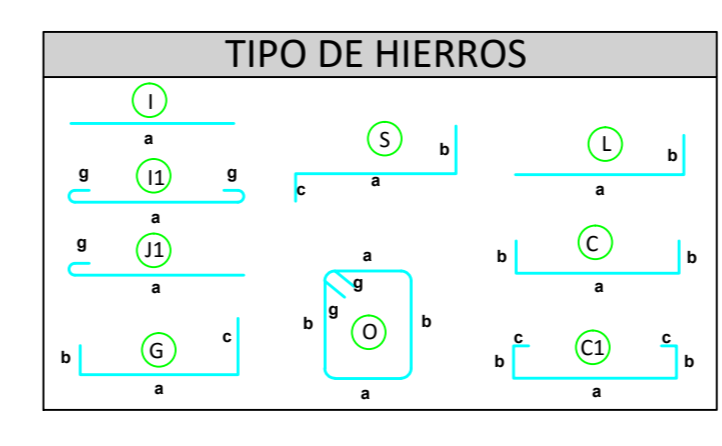 TIPO DE HIERROS
I
a
g I1 g
a
g J1
a
b G c
a
S b
c a
a
g
b g O b
a
L b
a
C
b b
a
c C1 c
b b
a